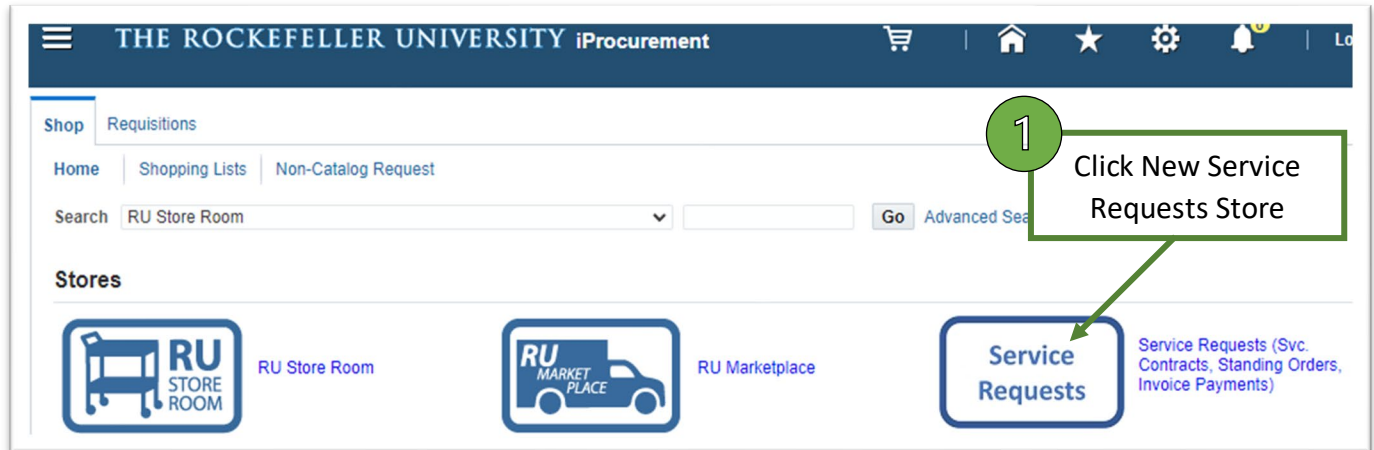 THE ROCKEFELLER UNIVERSITY iProcurement
0
Shop Requisitions
1
Home Shopping Lists Non-Catalog Request
Click New Service
Requests Store
Search RU Store Room Go Advanced
Stores
RU
STORE
ROOM
RU Store Room
RU
MARKET
PLACE
RU Marketplace
Service
Requests
Service Requests (Svc.
Contracts, Standing Orders,
Invoice Payments)